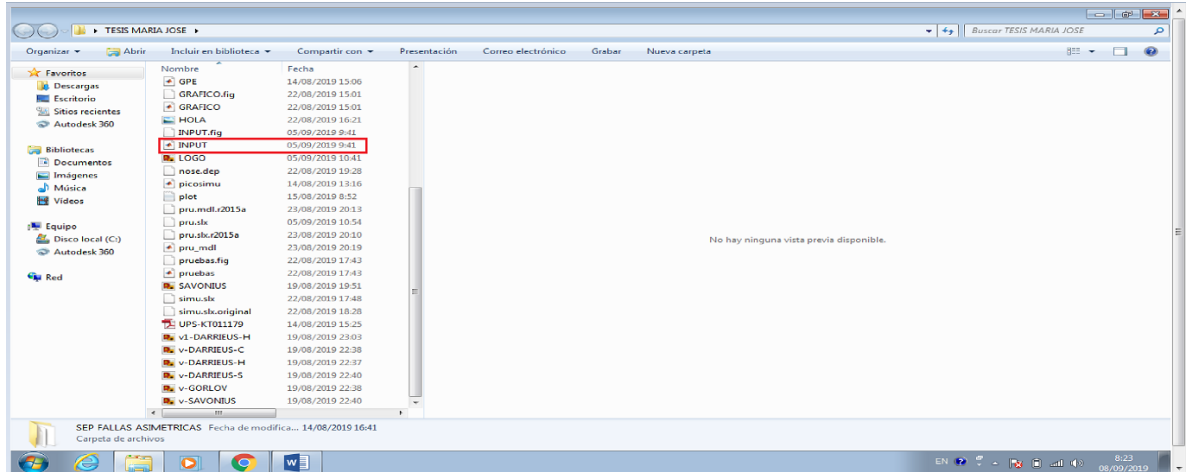 TESIS MARIA JOSE
Buscar TESIS MARIA JOSE
Organizar Abrir Incluir en biblioteca Compartir con Presentación Correo electrónico Grabar Nueva carpeta
Favoritos
Descargas
Escritorio
Sitios recientes
Autodesk 360
Bibliotecas
Documentos
Imágenes
Música
Vídeos
Equipo
Disco local (C:)
Autodesk 360
Red
Nombre Fecha
GPE 14/08/2019 15:06
GRAFICO.fig 22/08/2019 15:01
GRAFICO 22/08/2019 15:01
HOLA 22/08/2019 16:21
INPUT.fig 05/09/2019 9:41
INPUT 05/09/2019 9:41
LOGO 05/09/2019 10:41
nose.dep 22/08/2019 19:28
picosimu 14/08/2019 13:16
plot 15/08/2019 8:52
pru.mdl.r2015a 23/08/2019 20:13
pru.slx 05/09/2019 10:54
pru.slx.r2015a 23/08/2019 20:10
pru_mdl 23/08/2019 20:19
pruebas.fig 22/08/2019 17:43
pruebas 22/08/2019 17:43
SAVONIUS 19/08/2019 19:51
simu.slx 22/08/2019 17:48
simu.slx.original 22/08/2019 18:28
UPS-KT011179 14/08/2019 15:25
v1-DARRIEUS-H 19/08/2019 23:03
v-DARRIEUS-C 19/08/2019 22:38
v-DARRIEUS-H 19/08/2019 22:37
v-DARRIEUS-S 19/08/2019 22:40
v-GORLOV 19/08/2019 22:38
v-SAVONIUS 19/08/2019 22:40
No hay ninguna vista previa disponible.
SEP FALLAS ASIMETRICAS Fecha de modifica... 14/08/2019 16:41
Carpeta de archivos
EN 8:23
08/09/2019